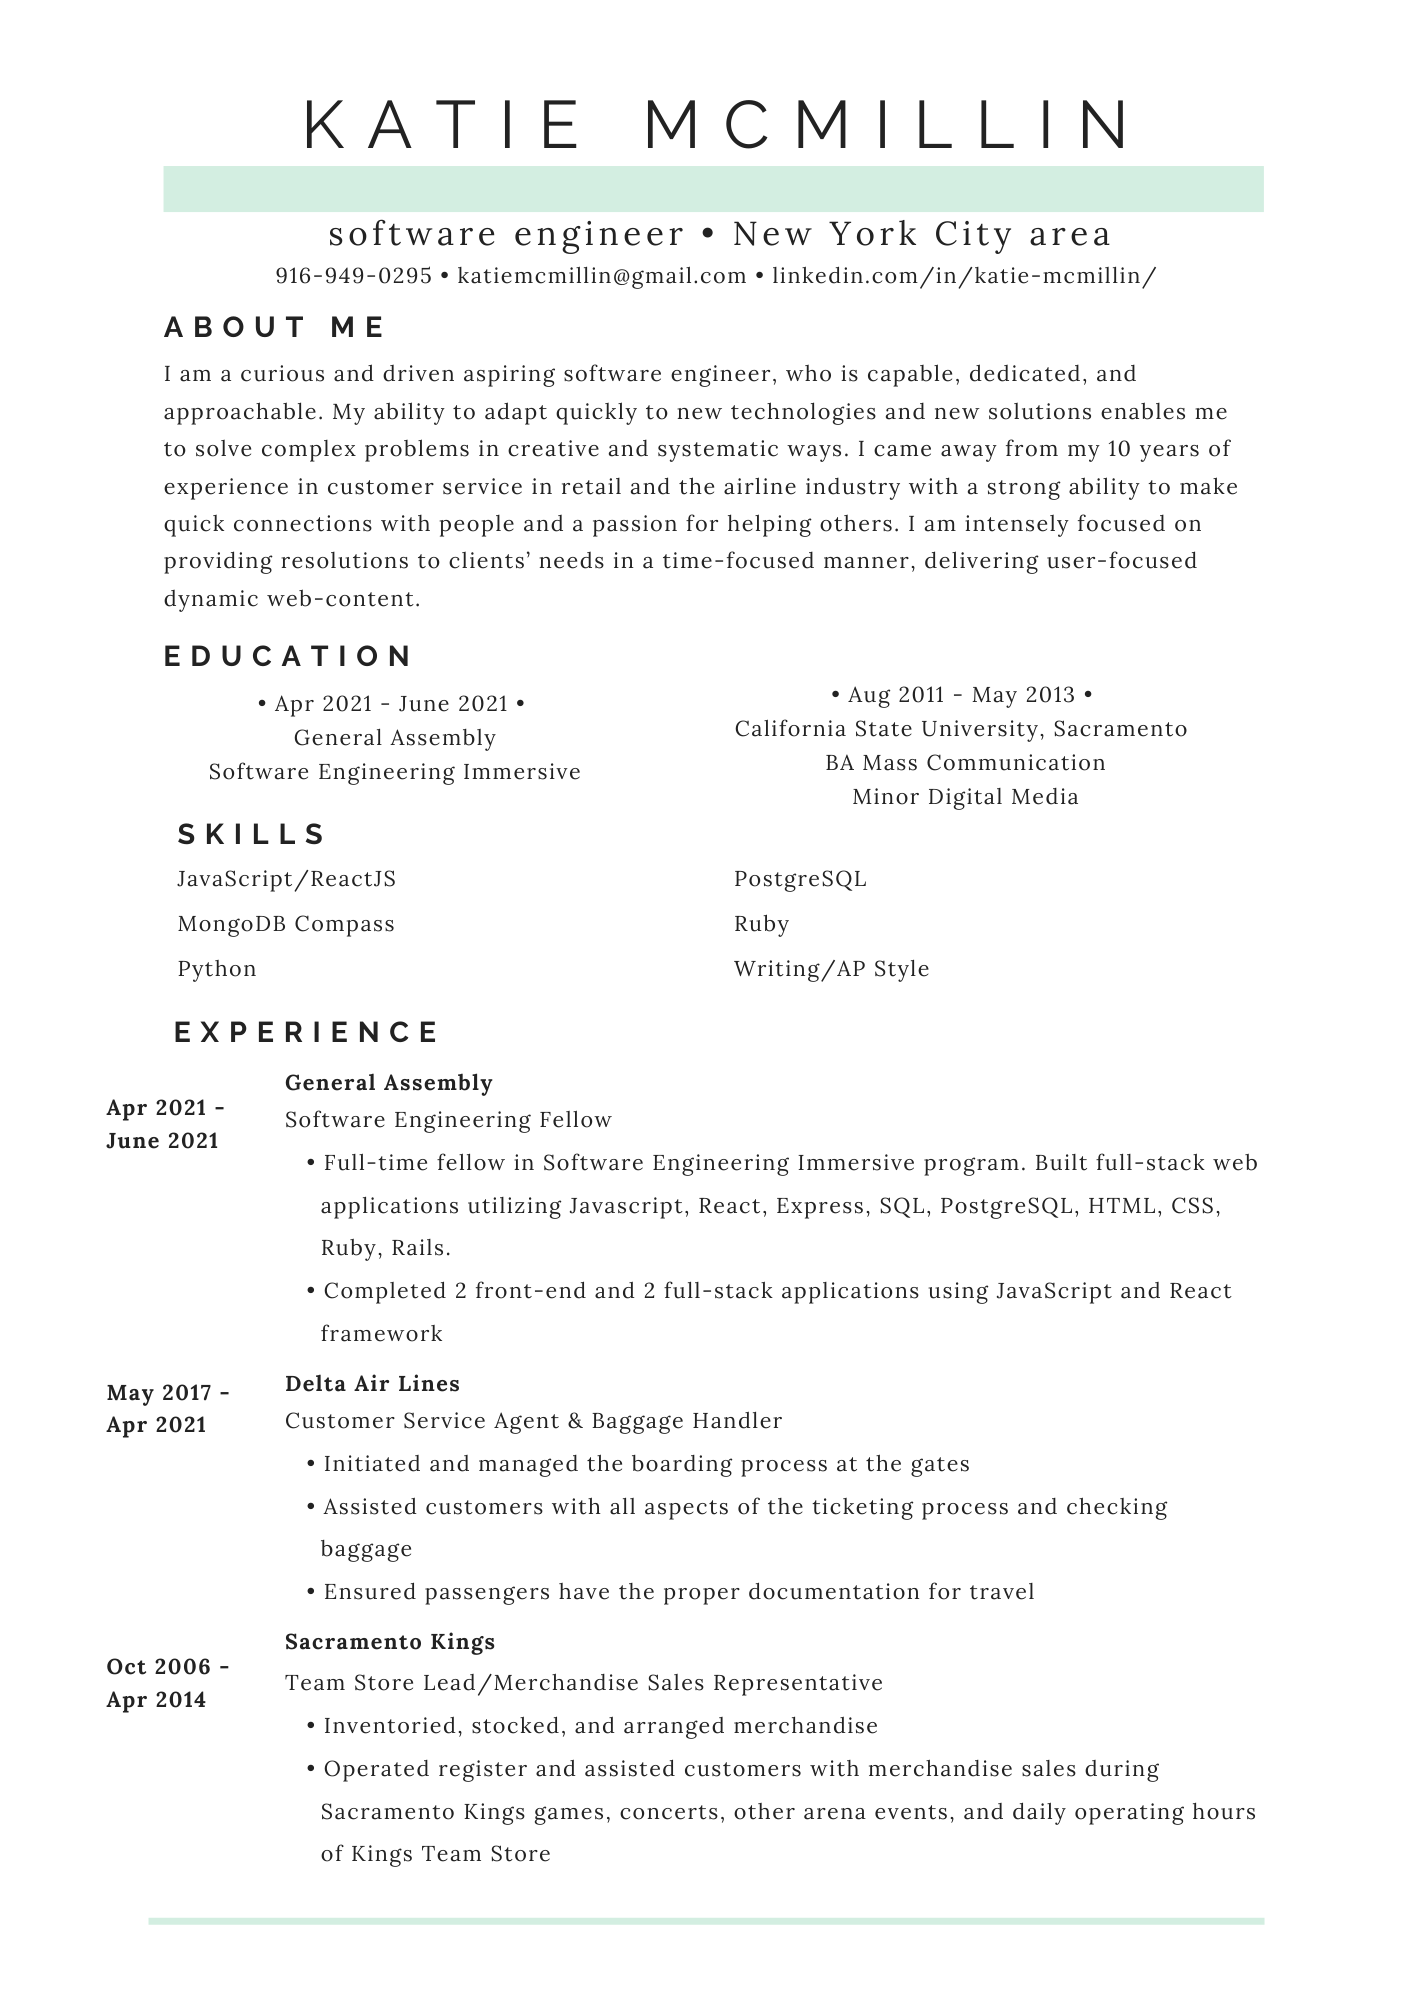 KATIE MCMILLIN
software engineer • New York City area
916-949-0295 • katiemcmillin@gmail.com • linkedin.com/in/katie-mcmillin/
ABOUT ME
I am a curious and driven aspiring software engineer, who is capable, dedicated, and
approachable. My ability to adapt quickly to new technologies and new solutions enables me
to solve complex problems in creative and systematic ways. I came away from my 10 years of
experience in customer service in retail and the airline industry with a strong ability to make
quick connections with people and a passion for helping others. I am intensely focused on
providing resolutions to clients’ needs in a time-focused manner, delivering user-focused
dynamic web-content.
EDUCATION
• Apr 2021 - June 2021 •
General Assembly
Software Engineering Immersive
• Aug 2011 - May 2013 •
California State University, Sacramento
BA Mass Communication
Minor Digital Media
SKILLS
JavaScript/ReactJS
MongoDB Compass
Python
PostgreSQL
Ruby
Writing/AP Style
EXPERIENCE
Apr 2021 -
June 2021
General Assembly
Software Engineering Fellow
• Full-time fellow in Software Engineering Immersive program. Built full-stack web
applications utilizing Javascript, React, Express, SQL, PostgreSQL, HTML, CSS,
Ruby, Rails.
• Completed 2 front-end and 2 full-stack applications using JavaScript and React
framework
May 2017 -
Apr 2021
Delta Air Lines
Customer Service Agent & Baggage Handler
• Initiated and managed the boarding process at the gates
• Assisted customers with all aspects of the ticketing process and checking
baggage
• Ensured passengers have the proper documentation for travel
Oct 2006 -
Apr 2014
Sacramento Kings
Team Store Lead/Merchandise Sales Representative
• Inventoried, stocked, and arranged merchandise
• Operated register and assisted customers with merchandise sales during
Sacramento Kings games, concerts, other arena events, and daily operating hours
of Kings Team Store